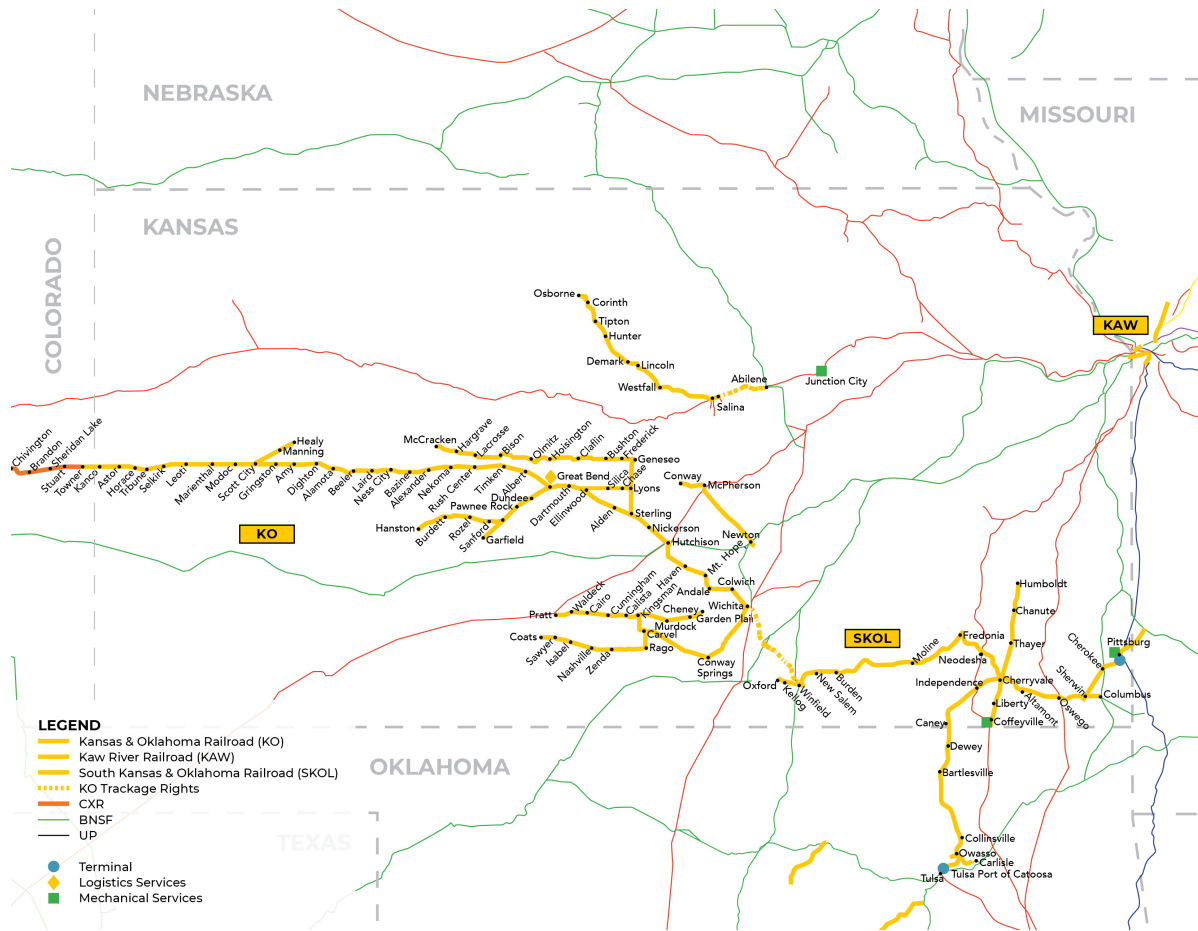 NEBRASKA
MISSOURI
KANSAS
COLORADO
KAW
Osborne
Corinth
Tipton
Hunter
Demark
Lincoln
Westfall
Abilene
Salina
Junction City
Chivington
Brandon
Sheridan Lake
Stuart
Towner
Kanco
Astor
Horace
Tribune
Selkirk
Leoti
Marienthal
Modoc
Scott City
Gringston
Healy
Manning
Amy
Dighton
Alamota
Beeler
Laird
Ness City
Bazine
Alexander
Nekoma
Rush Center
Timken
Albert
McCracken
Hargrave
Lacrosse
Bison
Olmitz
Hoisington
Claflin
Bushton
Frederick
Geneseo
Great Bend
Silica
Chase
Lyons
Dartmouth
Ellinwood
Alden
Sterling
Duhdee
Pawnee Rock
Hanston
Burdett
Rozel
Sanford
Garfield
Conway
McPherson
Nickerson
Hutchison
Newton
KO
Haven
Mt. Hope
Andale
Colwich
Wichita
Pratt
Waldeck
Cairo
Cunningham
Calista
Kingsman
Cheney
Garden Plain
Murdock
Carvel
Coats
Sawyer
Isabel
Nashville
Zenda
Rago
Conway
Springs
Humboldt
Chanute
Thayer
SKOL
Fredonia
Moline
Neodesha
Independence
Cherryvale
Oxford
Kellog
Winfield
New Salem
Burden
Liberty
Coffeyville
Altamont
Oswego
Sherwin
Cherokee
Pittsburg
Columbus
Caney
Dewey
Bartlesville
Collinsville
Owasso
Carlisle
Tulsa
Tulsa Port of Catoosa
OKLAHOMA
TEXAS
LEGEND
Kansas & Oklahoma Railroad (KO)
Kaw River Railroad (KAW)
South Kansas & Oklahoma Railroad (SKOL)
KO Trackage Rights
CXR
BNSF
UP
Terminal
Logistics Services
Mechanical Services